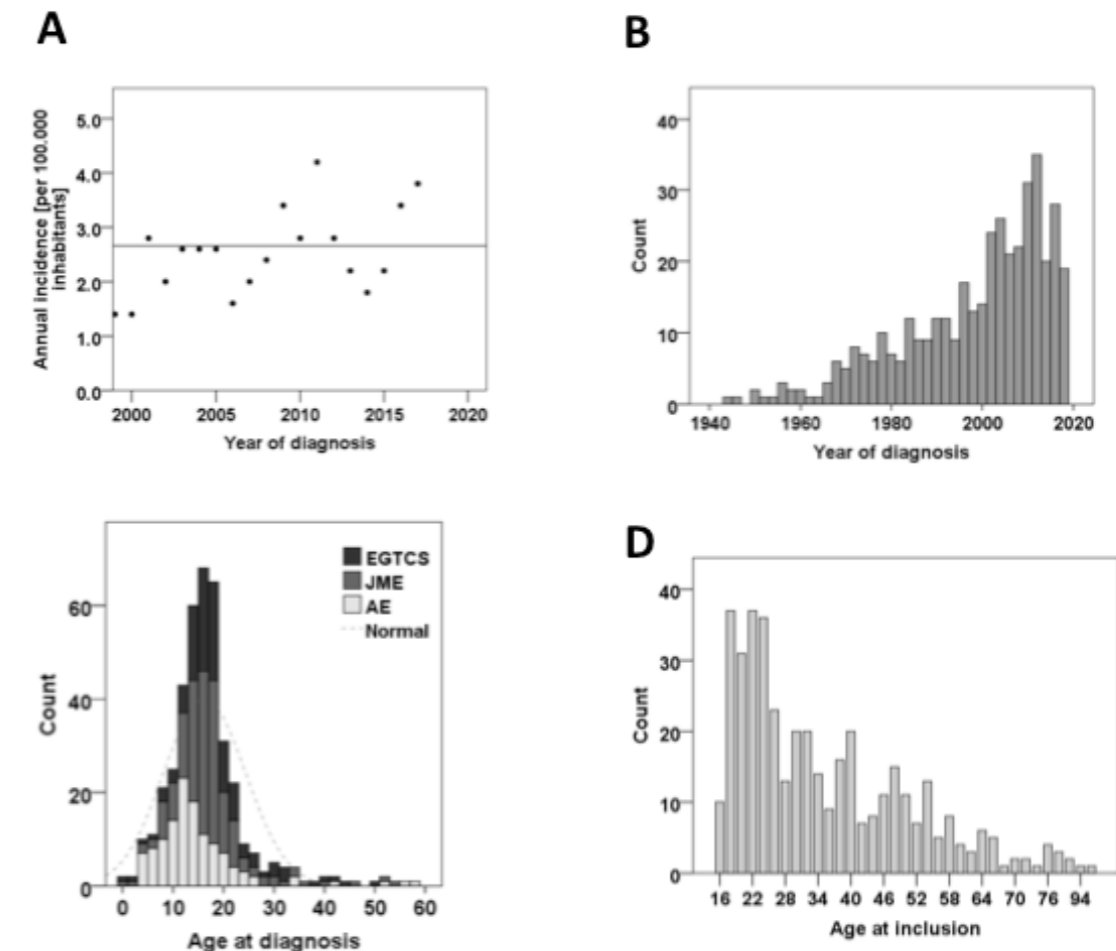 A
5.0
4.0
3.0
2.0
1.0
0.0
Annual incidence [per 100.000
inhabitants]
2000 2005 2010 2015 2020
Year of diagnosis
B
40
30
20
10
0
Count
1940 1960 1980 2000 2020
Year of diagnosis
EGTCS
JME
AE
Normal
60
40
20
0
Count
0 10 20 30 40 50 60
Age at diagnosis
D
40
30
20
10
0
Count
16 22 28 34 40 46 52 58 64 70 76 94
Age at inclusion